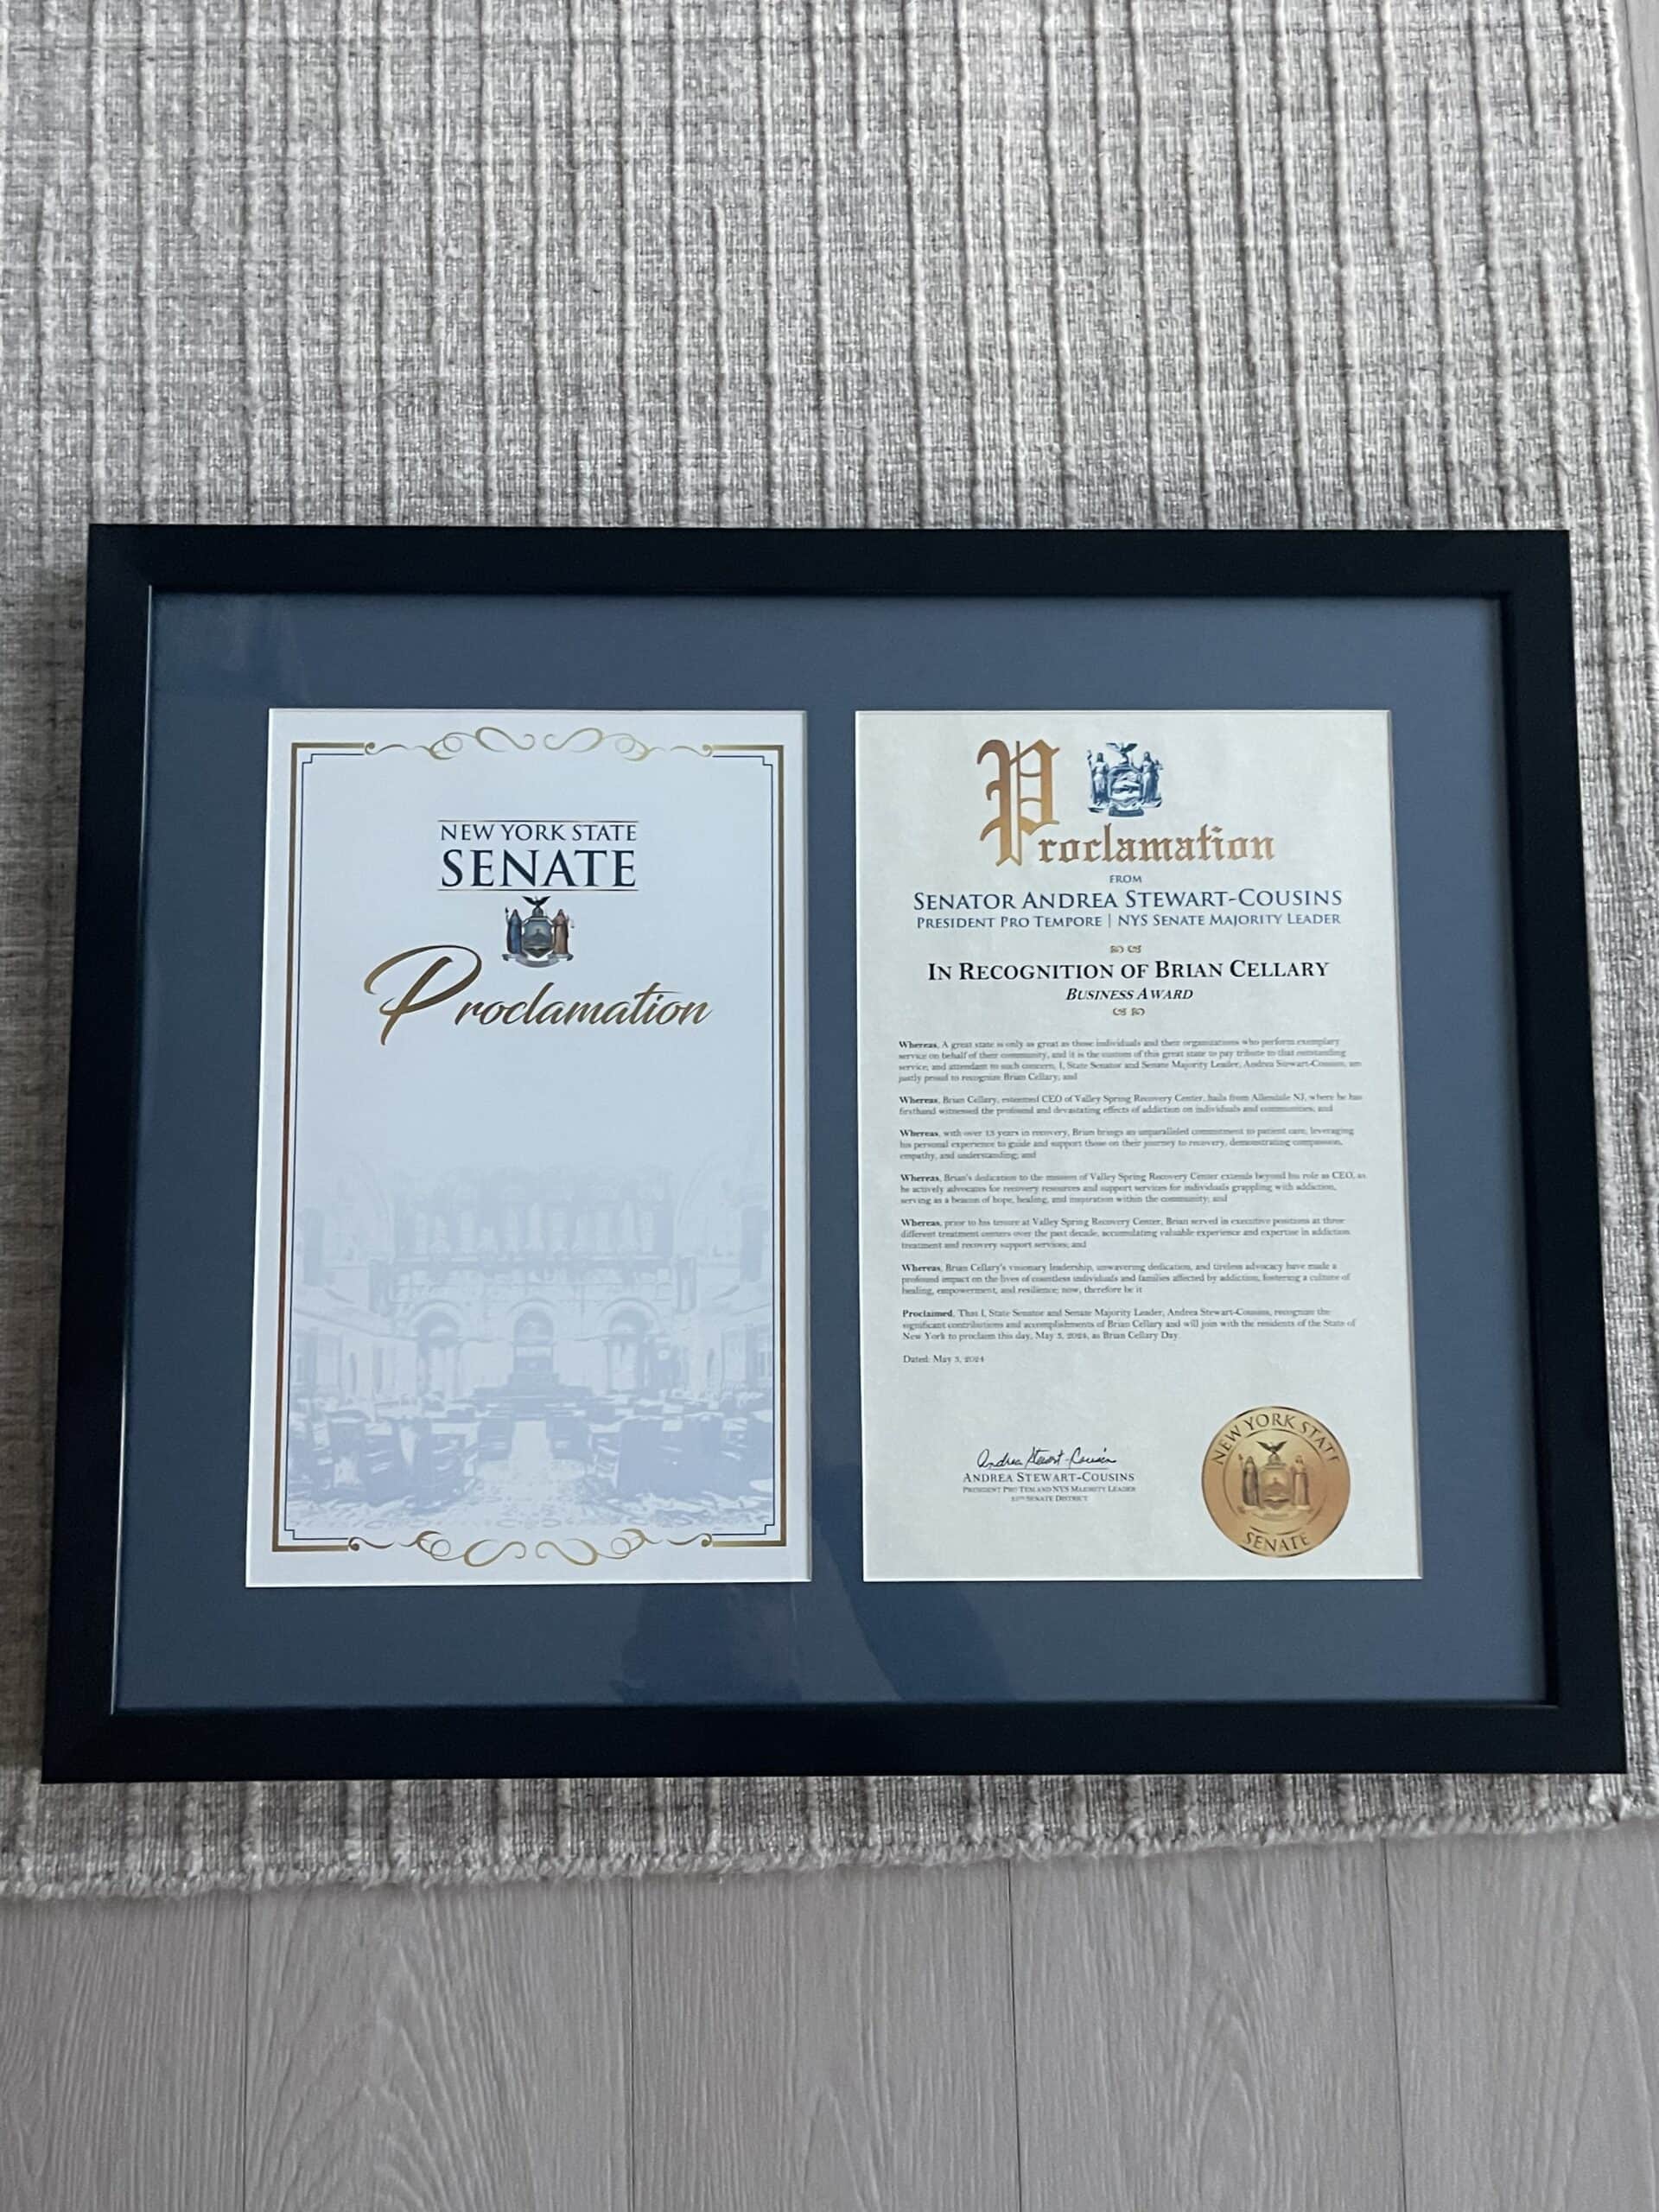 NEW YORK STATE
SENATE
Proclamation
Proclamation
FROM
SENATOR ANDREA STEWART-COUSINS
PRESIDENT PRO TEMPORE | NYS SENATE MAJORITY LEADER
IN RECOGNITION OF BRIAN CELLARY
BUSINESS AWARD
Whereas, A great state is only as great as those individuals and their organizations who perform exemplary
service on behalf of their community, and it is the custom of this great state to pay tribute to that outstanding
service, and attendant to such concern, I, State Senator and Senate Majority Leader, Andrea Stewart-Cousins, am
justly proud to recognize Brian Cellary, and
Whereas, Brian Cellary, esteemed CEO of Valley Spring Recovery Center, hails from Allendale NJ, where he has
firsthand witnessed the profound and devastating effects of addiction on individuals and communities, and
Whereas, with over 13 years in recovery, Brian brings an unparalleled commitment to patient care, leveraging
his personal experience to guide and support those on their journey to recovery, demonstrating compassion,
empathy, and understanding; and
Whereas, Brian's dedication to the mission of Valley Spring Recovery Center extends beyond his role as CEO, as
he actively advocates for recovery resources and support services for individuals grappling with addiction,
serving as a beacon of hope, healing, and inspiration within the community; and
Whereas, prior to his tenure at Valley Spring Recovery Center, Brian served in executive positions at three
different treatment centers over the past decade, accumulating valuable experience and expertise in addiction
treatment and recovery support services; and
Whereas, Brian Cellary's visionary leadership, unwavering dedication, and tireless advocacy have made a
profound impact on the lives of countless individuals and families affected by addiction, fostering a culture of
healing, empowerment, and resilience; now, therefore be it
Proclaimed, That I, State Senator and Senate Majority Leader, Andrea Stewart-Cousins, recognize the
significant contributions and accomplishments of Brian Cellary and will join with the residents of the State of
New York to proclaim this day, May 3, 2024, as Brian Cellary Day.
Dated: May 3, 2024
Andrea Stewart-Cousins
ANDREA STEWART-COUSINS
PRESIDENT PRO TEM AND NYS MAJORITY LEADER
SENATE DISTRICT
NEW YORK STATE
SENATE